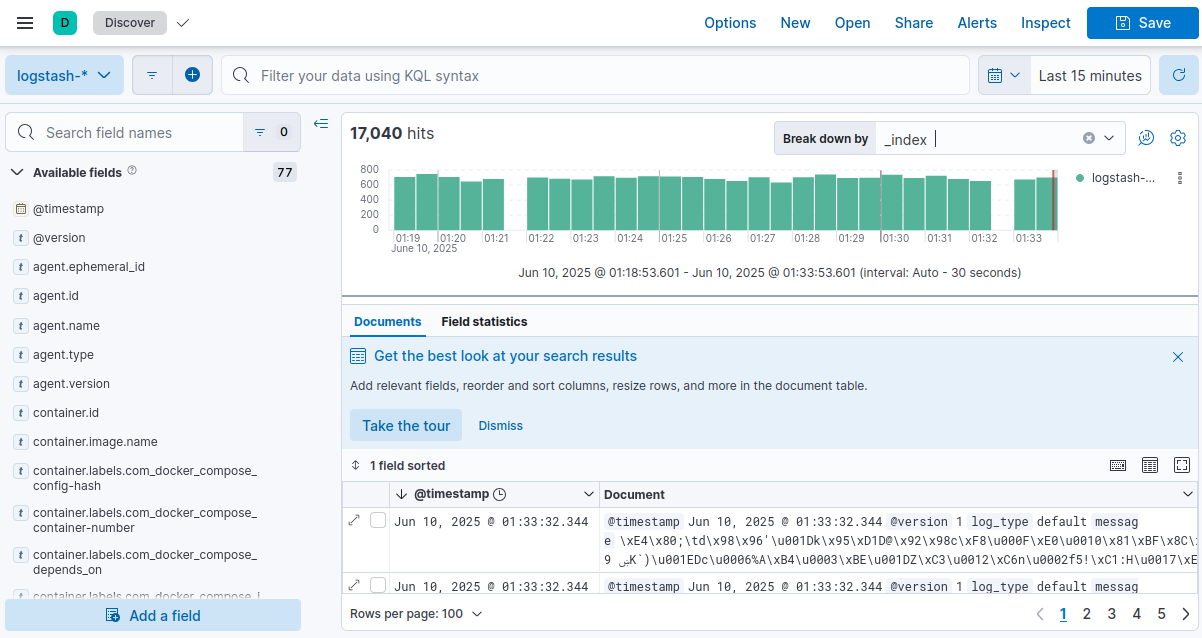 D Discover Options New Open Share Alerts Inspect Save
logstash-* Filter your data using KQL syntax Last 15 minutes
Search field names 0
Available fields 77
@timestamp
t @version
t agent.ephemeral_id
t agent.id
t agent.name
t agent.type
t agent.version
t container.id
t container.image.name
t container.labels.com_docker_compose_
config-hash
t container.labels.com_docker_compose_
container-number
t container.labels.com_docker_compose_
depends_on
container.labels.com_docker_compose_i
Add a field
17,040 hits
Break down by _index
800
600
400
200
0
01:19 01:20 01:21 01:22 01:23 01:24 01:25 01:26 01:27 01:28 01:29 01:30 01:31 01:32 01:33
June 10, 2025
logstash-...
Jun 10, 2025 @ 01:18:53.601 - Jun 10, 2025 @ 01:33:53.601 (interval: Auto - 30 seconds)
Documents Field statistics
Get the best look at your search results
Add relevant fields, reorder and sort columns, resize rows, and more in the document table.
Take the tour Dismiss
1 field sorted
@timestamp Document
Jun 10, 2025 @ 01:33:32.344 @timestamp Jun 10, 2025 @ 01:33:32.344 @version 1 log_type default messag
e \xE4\x80;\td\x98\x96'\u001Dk\x95\xD1D@\x92\x98c\xF8\u000F\xE0\u0010\x81\xBF\x8C\
K`)\u001EDc\u0006%A\xB4\u0003\xBE\u001DZ\xC3\u0012\xC6n\u0002f5!\xC1:H\u0017\xE
Jun 10, 2025 @ 01:33:32.344 @timestamp Jun 10, 2025 @ 01:33:32.344 @version 1 log_type default messag
Rows per page: 100 1 2 3 4 5